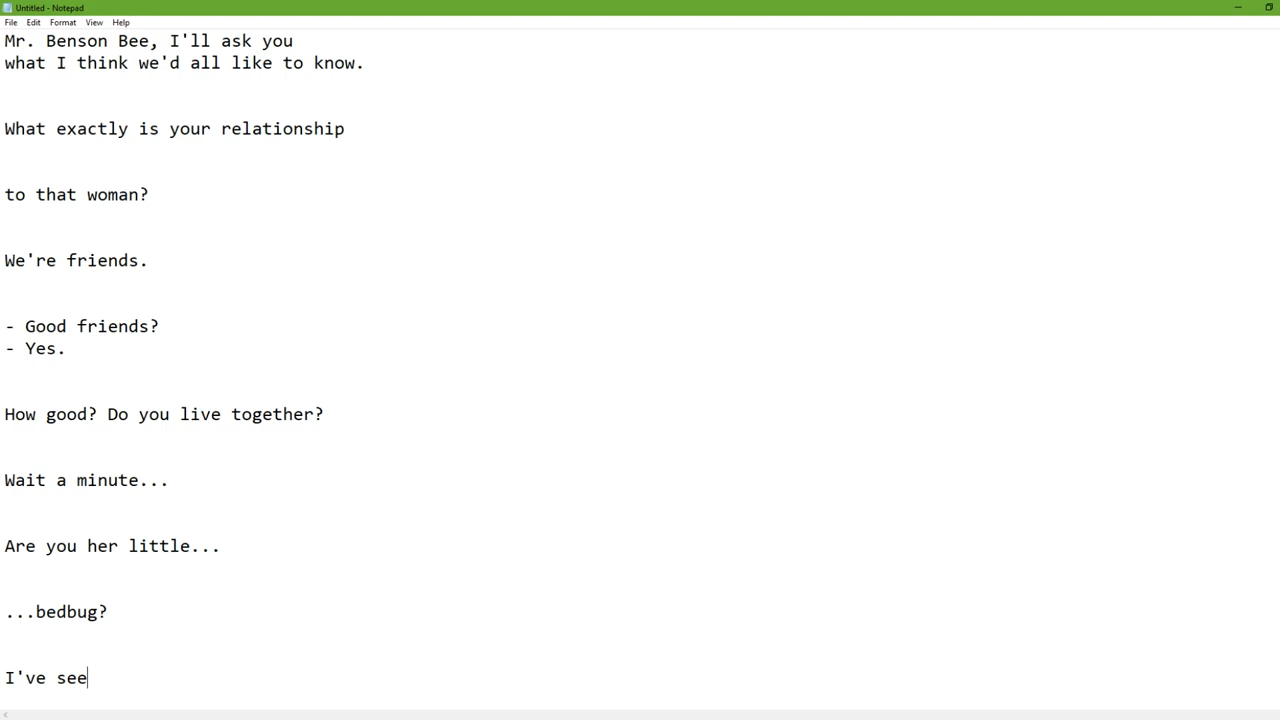 Untitled - Notepad
File Edit Format View Help
Mr. Benson Bee, I'll ask you
what I think we'd all like to know.
What exactly is your relationship
to that woman?
We're friends.
- Good friends?
- Yes.
How good? Do you live together?
Wait a minute...
Are you her little...
...bedbug?
I've see